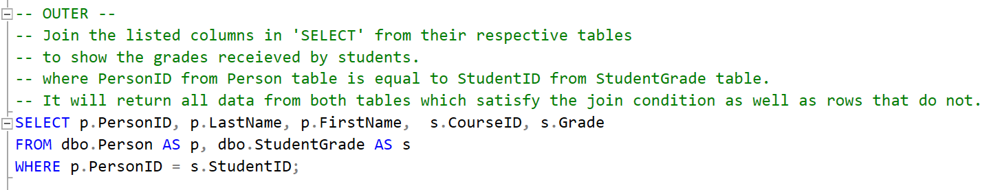 -- OUTER --
-- Join the listed columns in 'SELECT' from their respective tables
-- to show the grades receieved by students.
-- where PersonID from Person table is equal to StudentID from StudentGrade table.
-- It will return all data from both tables which satisfy the join condition as well as rows that do not.
SELECT p.PersonID, p.LastName, p.FirstName,  s.CourseID, s.Grade
FROM dbo.Person AS p, dbo.StudentGrade AS s
WHERE p.PersonID = s.StudentID;